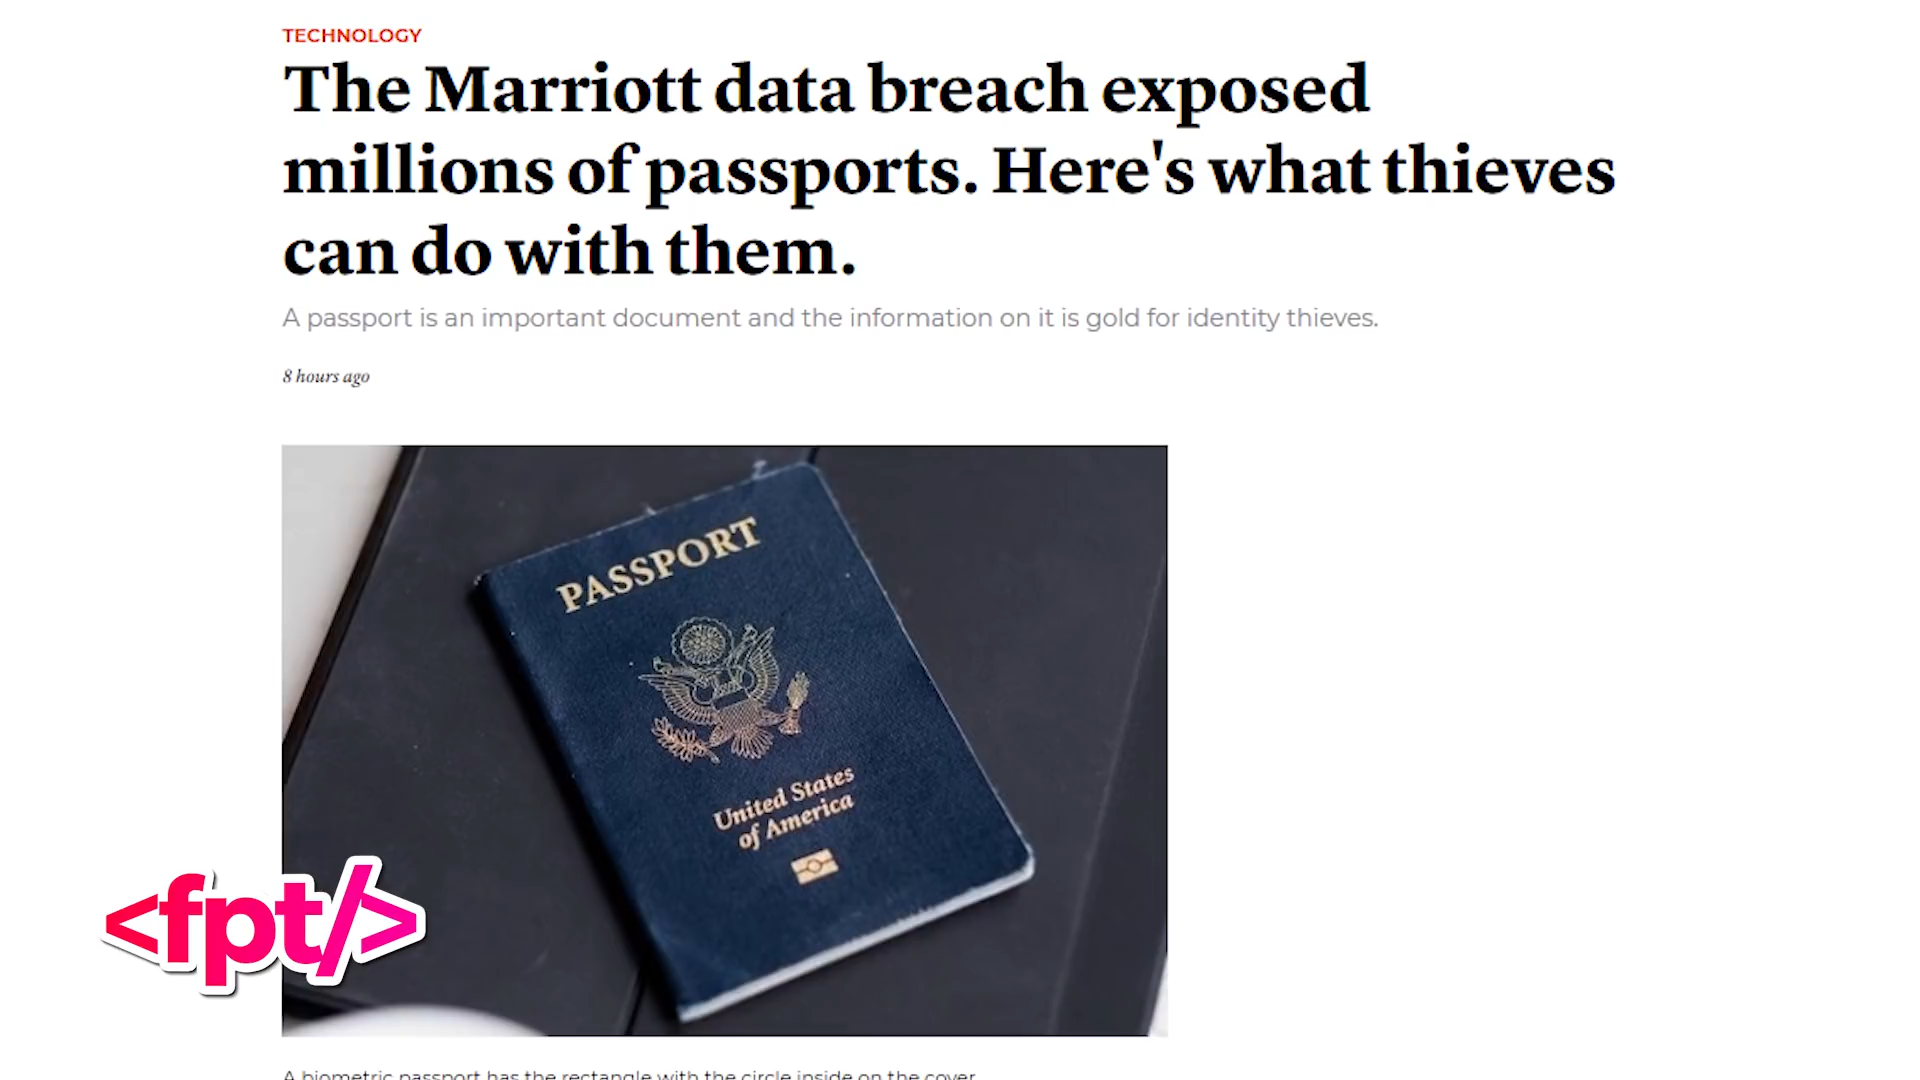 TECHNOLOGY
The Marriott data breach exposed
millions of passports. Here's what thieves
can do with them.
A passport is an important document and the information on it is gold for identity thieves.
8 hours ago
PASSPORT
United States
of America
<fpt/>
A biometric passport has the rectangle with the circle inside on the cover